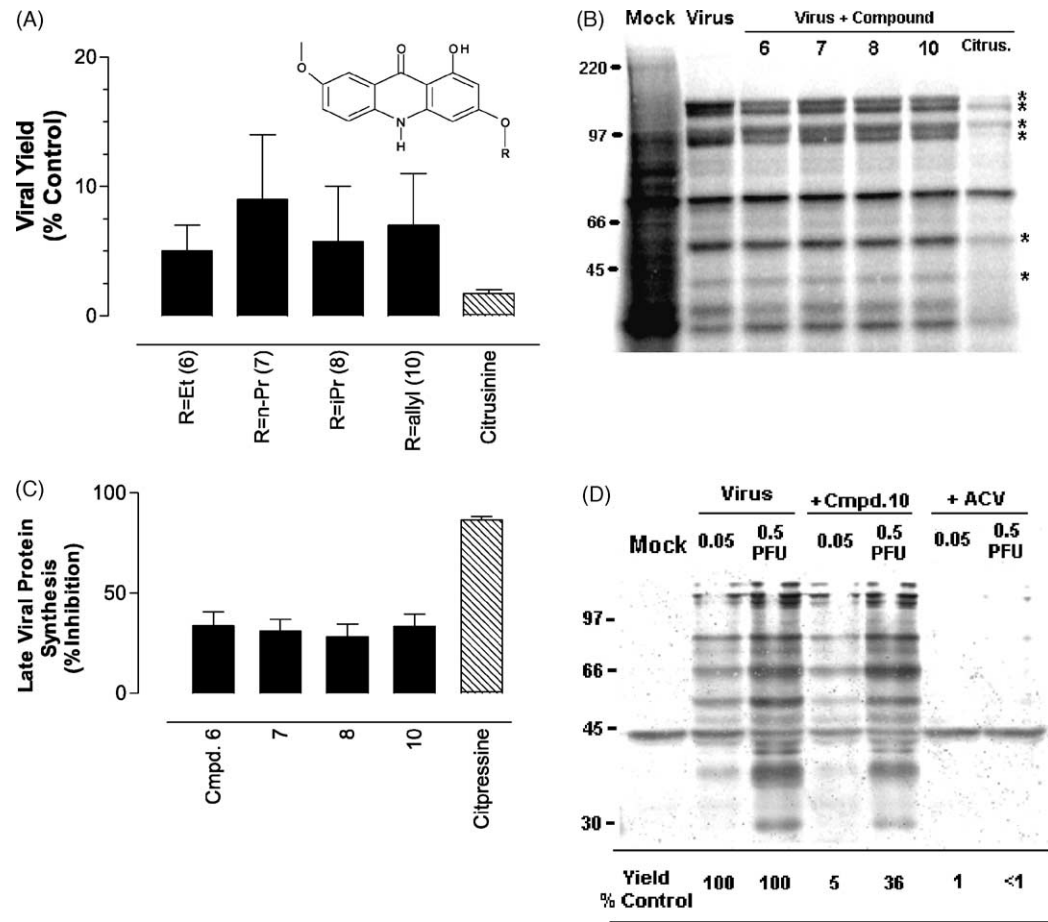 (A)
20
15
10
5
0
Viral Yield
(% Control)
O
OH
O
N
H
O
R
R=Et (6)
R=n-Pr (7)
R=iPr (8)
R=allyl (10)
Citrusinine
(B)
Mock Virus Virus + Compound
6 7 8 10 Citrus.
220
97
66
45
*
*
*
*
*
*
(C)
100
50
0
Late Viral Protein
Synthesis
(%Inhibition)
Cmpd. 6
7
8
10
Citpressine
(D)
Virus +Cmpd.10 + ACV
Mock 0.05 0.5 PFU 0.05 0.5 PFU 0.05 0.5 PFU
97
66
45
30
Yield
% Control 100 100 5 36 1 <1